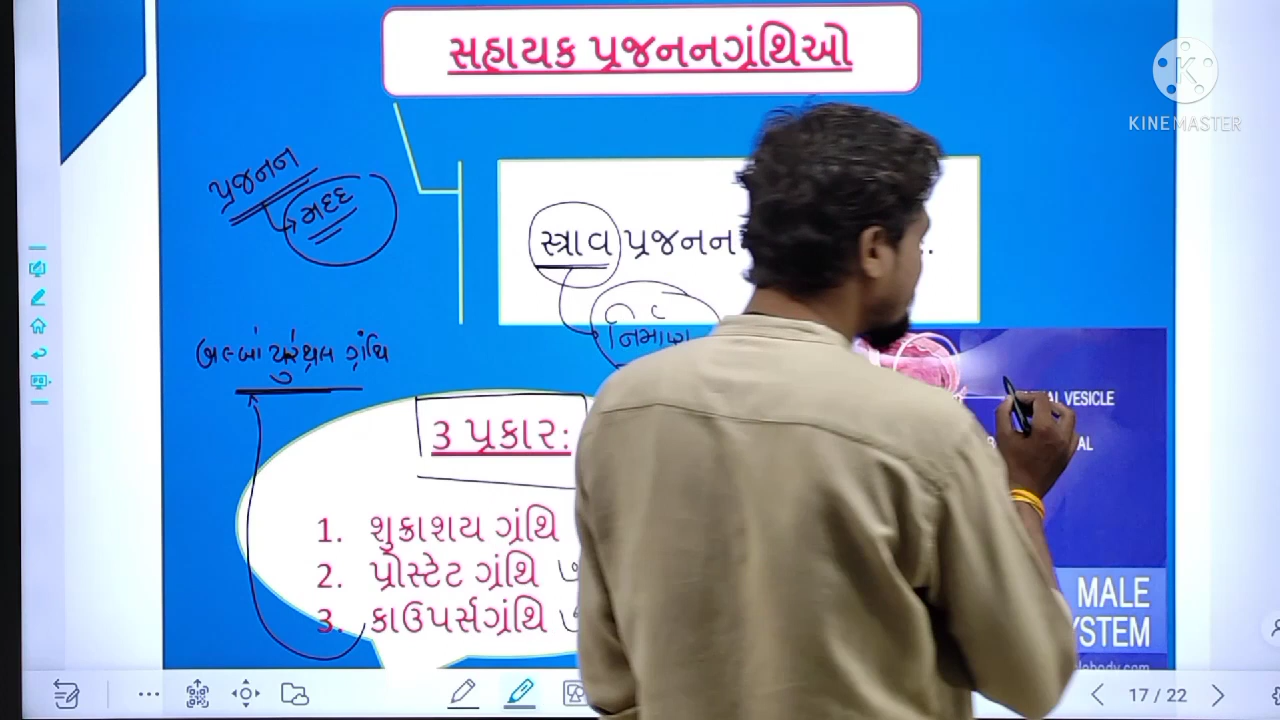 સહાયક પ્રજનનગ્રંથિઓ
KINEMASTER
પ્રજનન
મદદ
સ્ત્રાવ પ્રજનન
નિર્માણ
બલ્બો યુરેથ્રલ ગ્રંથિ
VESICLE
3 પ્રકાર:
1. શુક્રાશય ગ્રંથિ
2. પ્રોસ્ટેટ ગ્રંથિ
3. કાઉપર્સગ્રંથિ
MALE
17 / 22